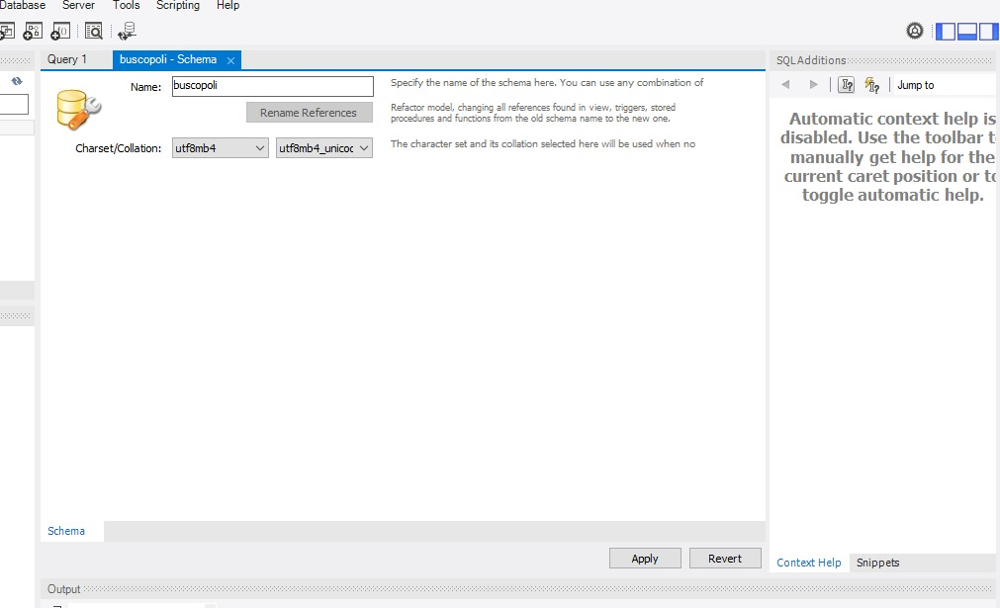 Database Server Tools Scripting Help
Query 1
buscopoli - Schema
SQLAdditions
Name:
buscopoli
Specify the name of the schema here. You can use any combination of
Rename References
Refactor model, changing all references found in view, triggers, stored
procedures and functions from the old schema name to the new one.
Charset/Collation:
utf8mb4
utf8mb4_unicoc
The character set and its collation selected here will be used when no
Jump to
Automatic context help is
disabled. Use the toolbar to
manually get help for the
current caret position or to
toggle automatic help.
Schema
Apply
Revert
Context Help
Snippets
Output